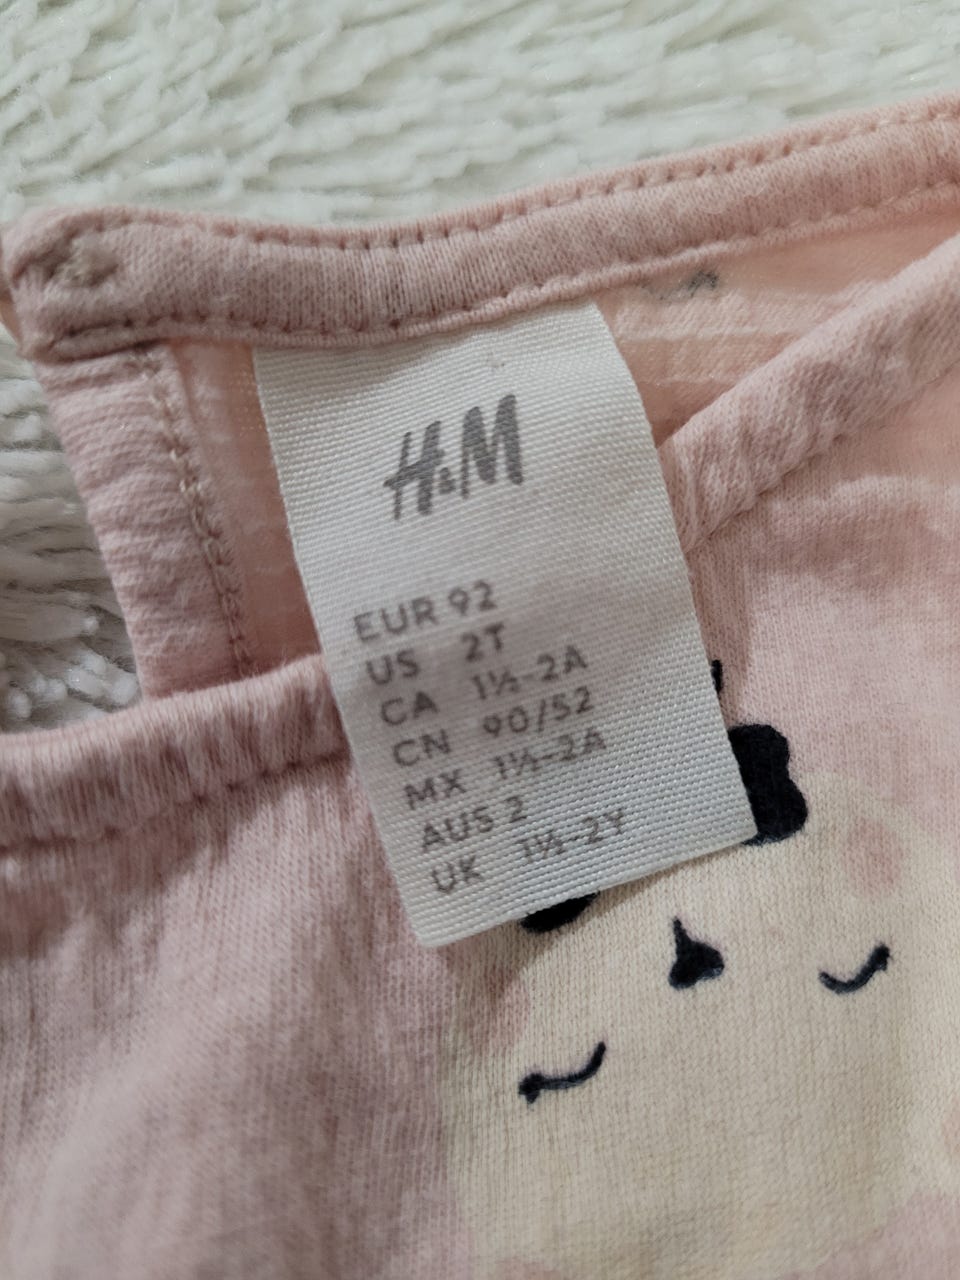 H&M
EUR 92
US 2T
CA 1½-2A
CN 90/52
MX 1½-2A
AUS 2
UK 1½-2Y